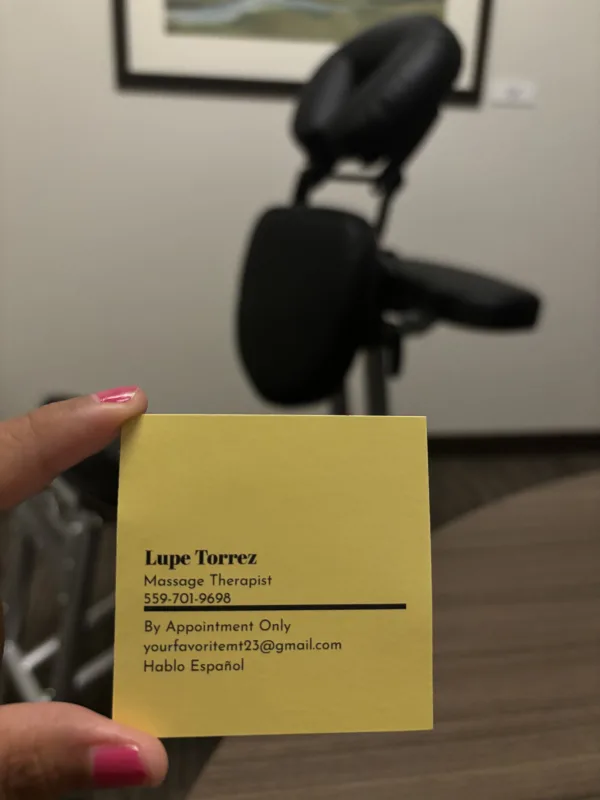 Lupe Torrez
Massage Therapist
559-701-9698
By Appointment Only
yourfavoritemt23@gmail.com
Hablo Español